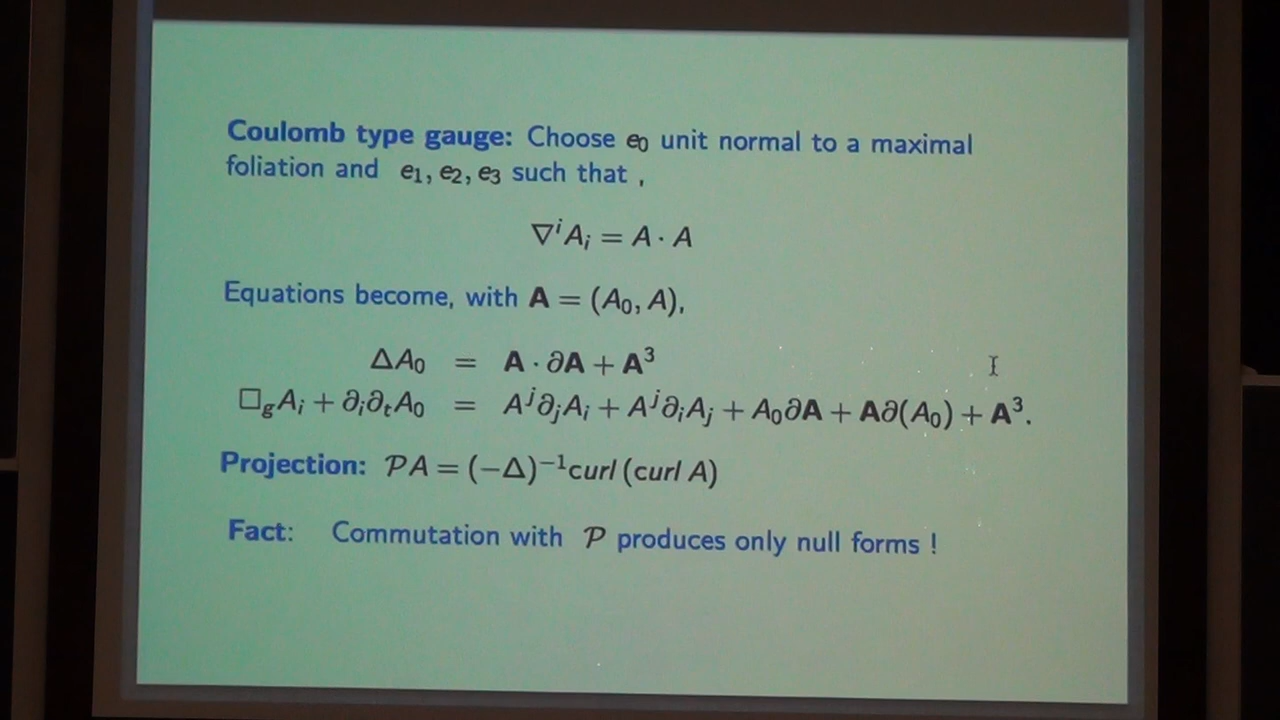 Coulomb type gauge: Choose e₀ unit normal to a maximal
foliation and e₁, e₂, e₃ such that ,
∇ⁱAᵢ = A · A
Equations become, with 𝐀 = (A₀, A),
ΔA₀ = 𝐀 · ∂𝐀 + 𝐀³
□_g Aᵢ + ∂ᵢ∂ₜA₀ = Aʲ∂ⱼAᵢ + Aʲ∂ᵢAⱼ + A₀∂𝐀 + 𝐀∂(A₀) + 𝐀³.
Projection: 𝒫A = (−Δ)⁻¹curl (curl A)
Fact: Commutation with 𝒫 produces only null forms !